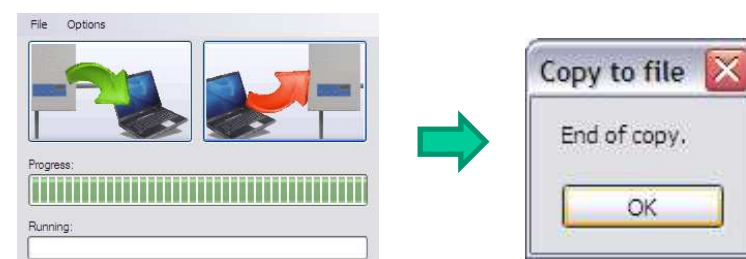 File Options
Progress:
Running:
Copy to file
End of copy.
OK